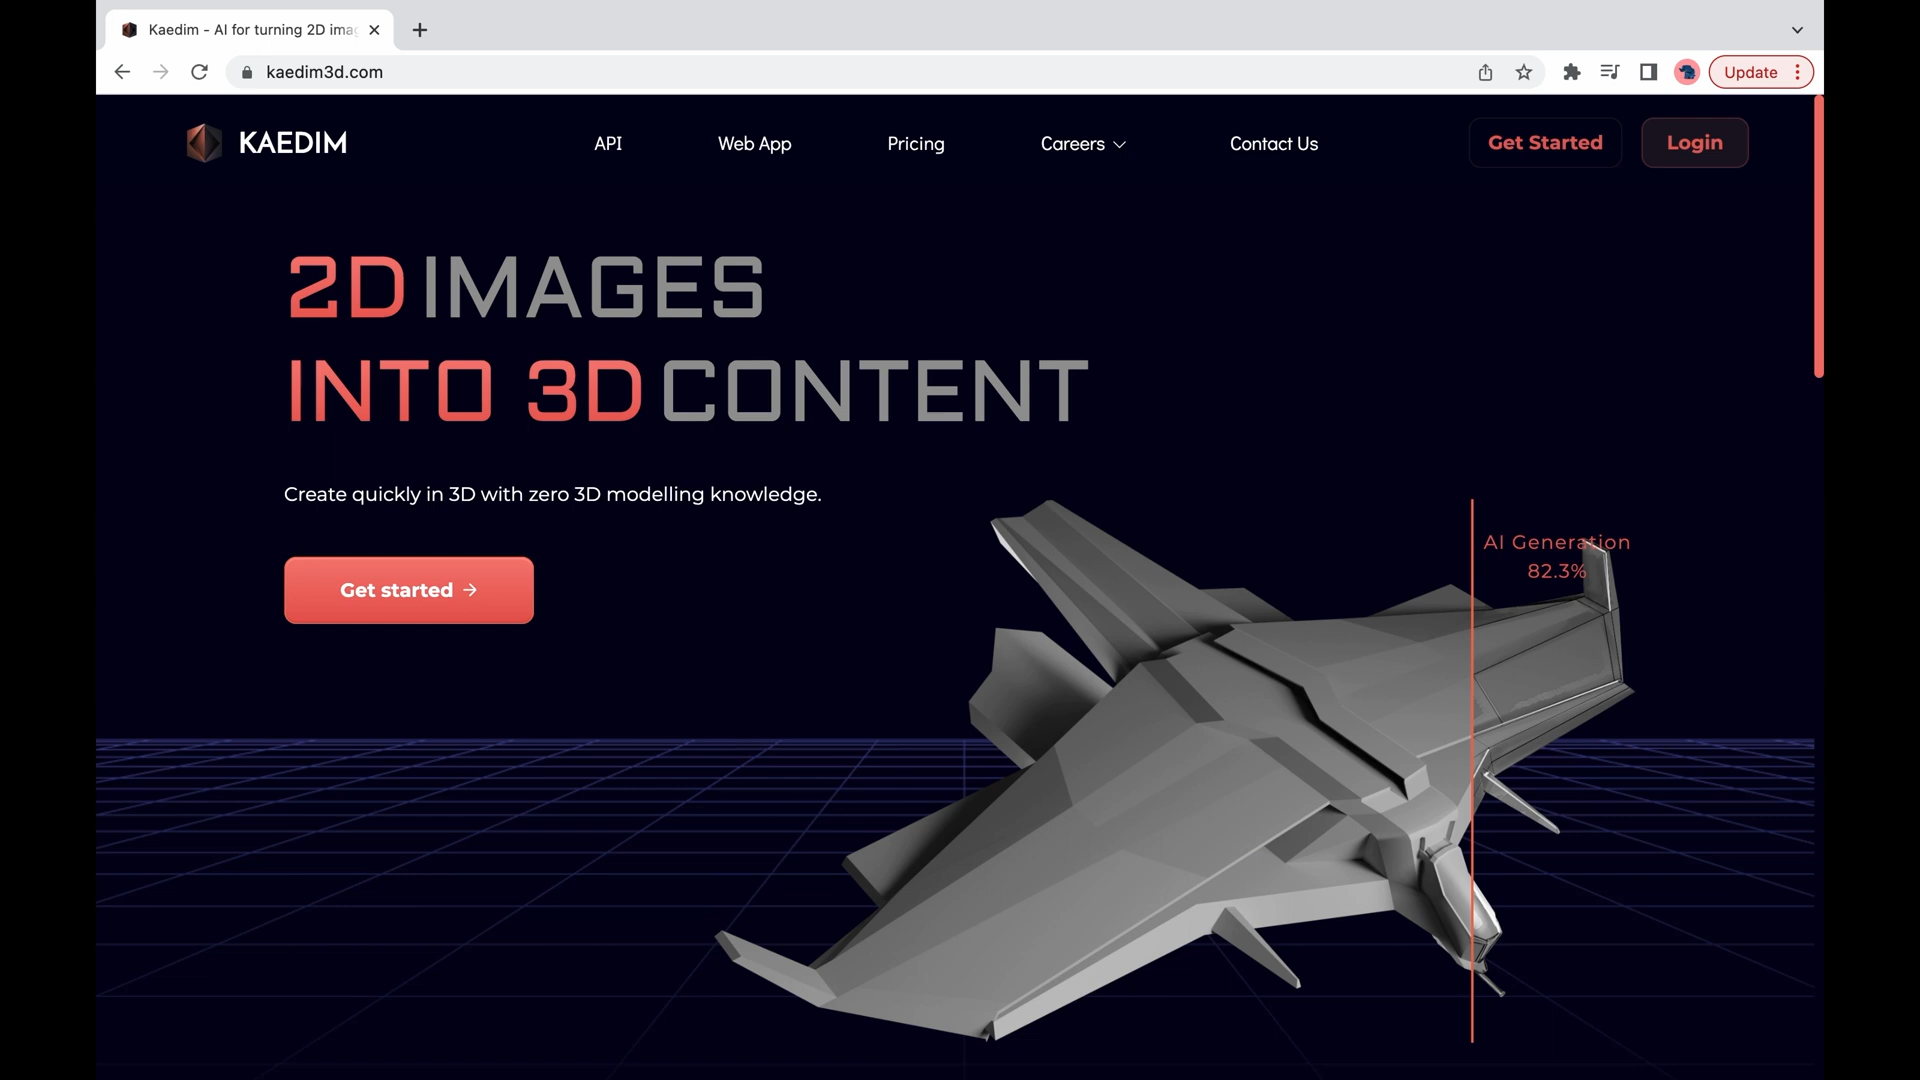 Kaedim - AI for turning 2D ima
kaedim3d.com
Update
KAEDIM
API
Web App
Pricing
Careers
Contact Us
Get Started
Login
2D IMAGES
INTO 3D CONTENT
Create quickly in 3D with zero 3D modelling knowledge.
Get started →
AI Generation
82.3%